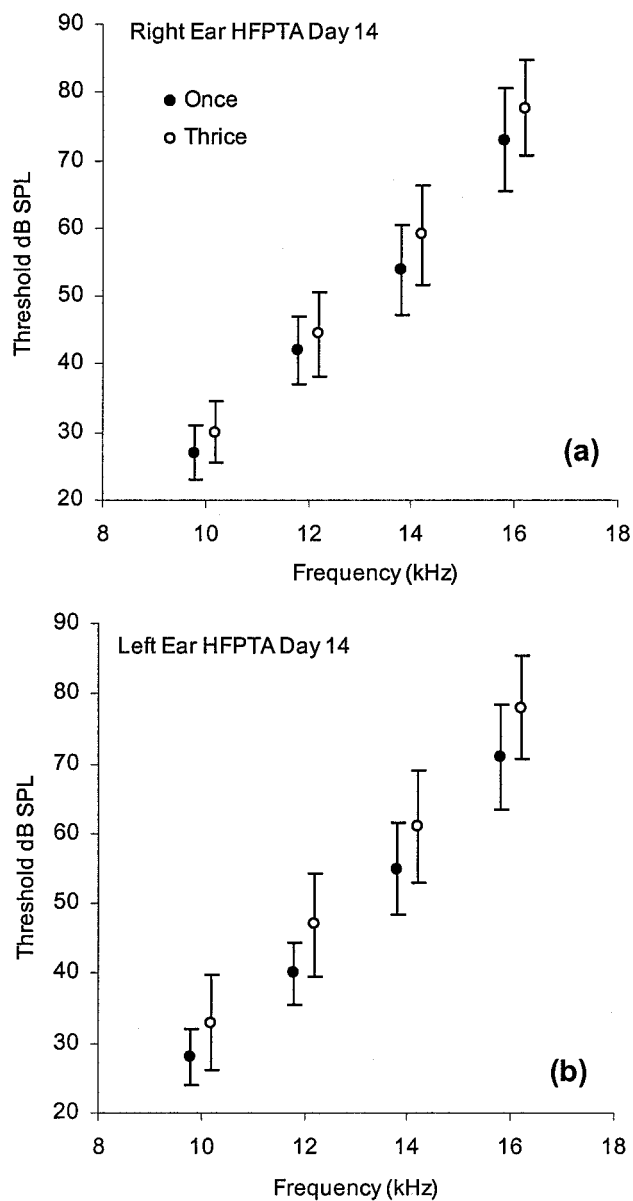 Right Ear HFPTA Day 14
Once
Thrice
Threshold dB SPL
90
80
70
60
50
40
30
20
(a)
8 10 12 14 16 18
Frequency (kHz)
Left Ear HFPTA Day 14
Threshold dB SPL
90
80
70
60
50
40
30
20
(b)
8 10 12 14 16 18
Frequency (kHz)